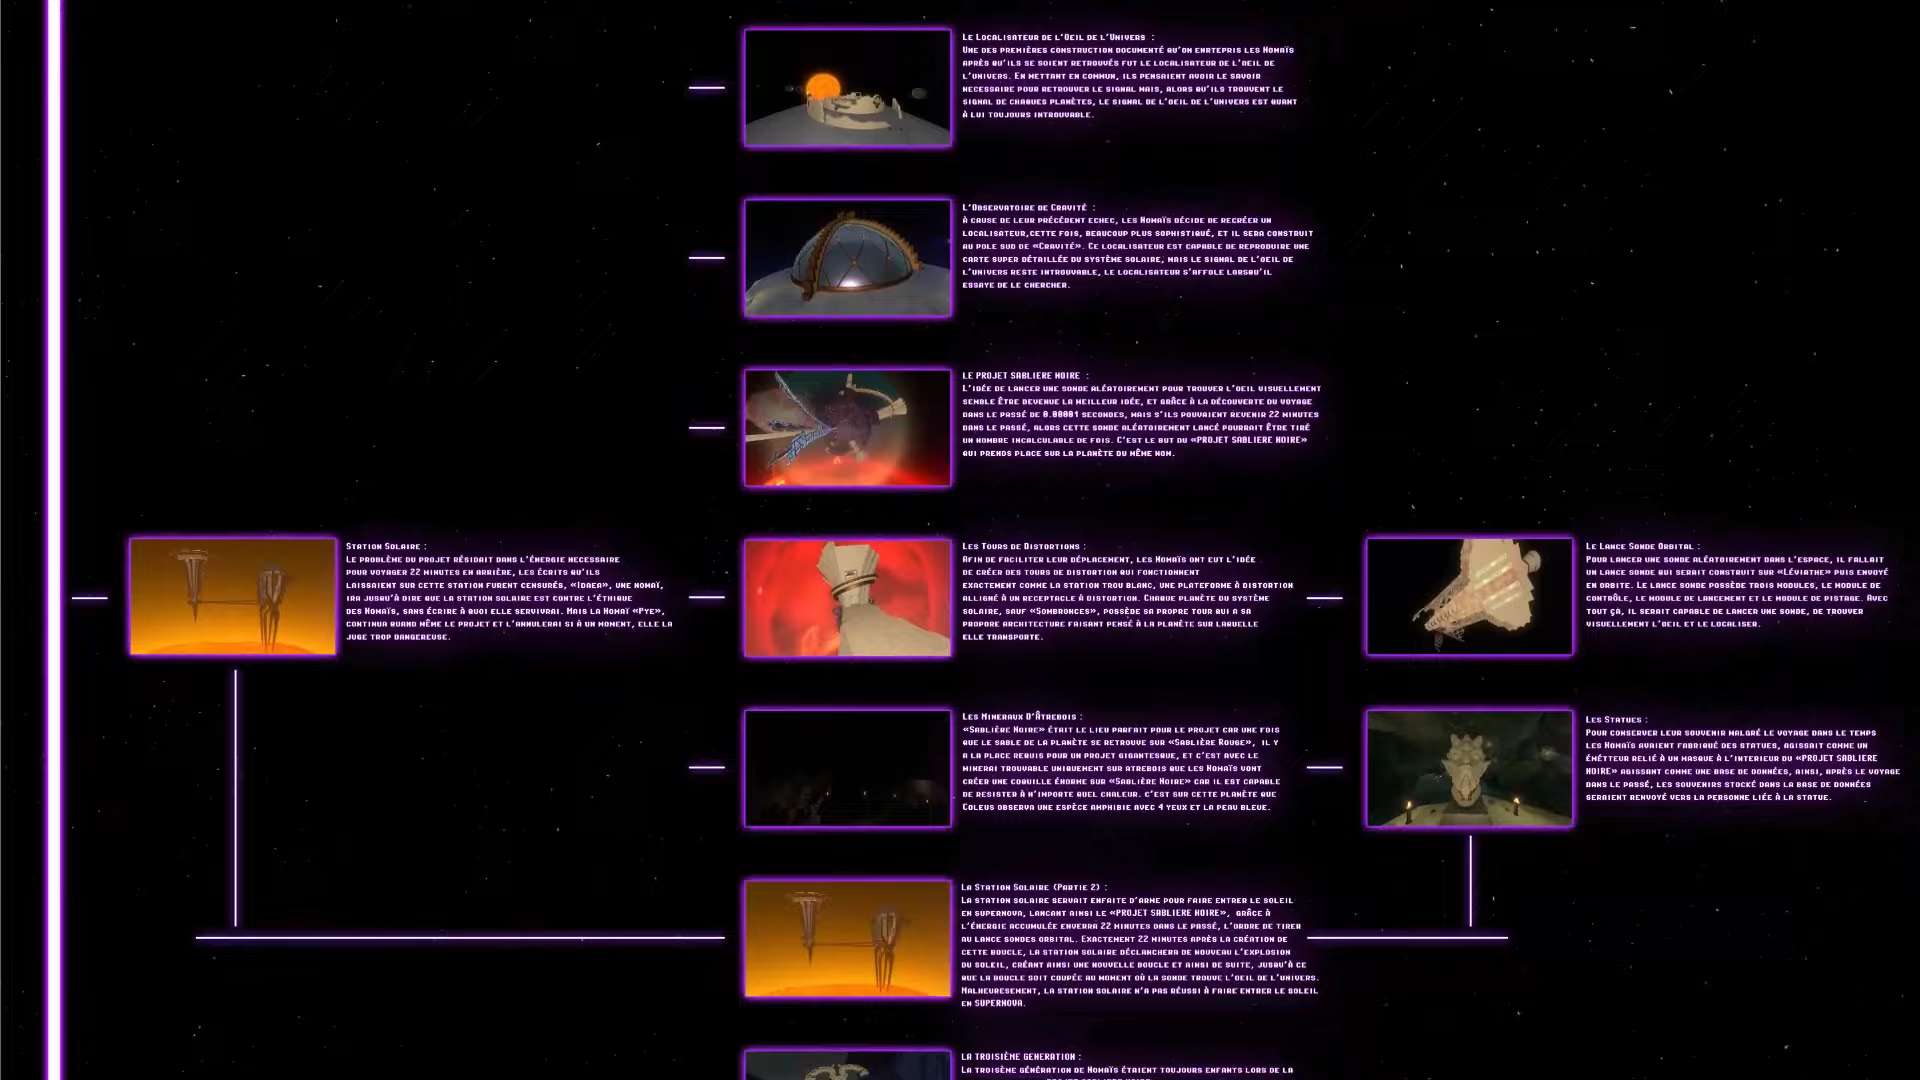 Le Localisateur de l'Oeil de l'Univers :
Une des premières construction documenté qu'on enrtepris les Nomaïs
après qu'ils se soient retrouvés fut le localisateur de l'oeil de
l'univers. En mettant en commun, ils pensaient avoir le savoir
necessaire pour retrouver le signal mais, alors qu'ils trouvent le
signal de chaques planètes, le signal de l'oeil de l'univers est quant
à lui toujours introuvable.
L'Observatoire de Cravité :
À cause de leur précédent echec, les Nomaïs décide de recréer un
localisateur,cette fois, beaucoup plus sophistiqué, et il sera construit
au pole sud de «Cravité». Ce localisateur est capable de reproduire une
carte super détaillée du système solaire, mais le signal de l'oeil de
l'univers reste introuvable, le localisateur s'affole lorsqu'il
essaye de le chercher.
LE PROJET SABLIERE NOIRE :
L'idée de lancer une sonde aléatoirement pour trouver l'oeil visuellement
semble être devenue la meilleur idée, et grâce à la découverte du voyage
dans le passé de 0.00001 secondes, mais s'ils pouvaient revenir 22 minutes
dans le passé, alors cette sonde aléatoirement lancé pourrait être tiré
un nombre incalculable de fois. C'est le but du «PROJET SABLIERE NOIRE»
qui prends place sur la planète du même nom.
Station Solaire :
Le problème du projet résidait dans l'énergie necessaire
pour voyager 22 minutes en arrière, les écrits qu'ils
laissaient sur cette station furent censurés, «Idaea», une nomaï,
ira jusqu'à dire que la station solaire est contre l'éthique
des Nomaïs, sans écrire à quoi elle servivrai. Mais la Nomaï «Pye»,
continua quand même le projet et l'annulerai si à un moment, elle la
juge trop dangereuse.
Les Tours de Distortions :
Afin de faciliter leur déplacement, les Nomaïs ont eut l'idée
de créer des tours de distortion qui fonctionnent
exactement comme la station trou blanc, une plateforme à distortion
alligné à un receptacle à distortion. Chaque planète du système
solaire, sauf «Sombronces», possède sa propre tour qui a sa
propore architecture faisant pensé à la planète sur laquelle
elle transporte.
Le Lance Sonde Orbital :
Pour lancer une sonde aléatoirement dans l'espace, il fallait
un lance sonde qui serait construit sur «Léviathe» puis envoyé
en orbite. Le lance sonde possède trois modules, le module de
contrôle, le module de lancement et le module de pistage. Avec
tout ça, il serait capable de lancer une sonde, de trouver
visuellement l'oeil et le localiser.
Les Mineraux D'Âtrebois :
«Sablière Noire» était le lieu parfait pour le projet car une fois
que le sable de la planète se retrouve sur «Sablière Rouge», il y
a la place requis pour un projet gigantesque, et c'est avec le
minerai trouvable uniquement sur atrebois que les Nomaïs vont
créer une coquille énorme sur «Sablière Noire» car il est capable
de resister à n'importe quel chaleur. c'est sur cette planète que
Coleus observa une espèce amphibie avec 4 yeux et la peau bleue.
Les Statues :
Pour conserver leur souvenir malgré le voyage dans le temps
les Nomaïs avaient fabriqué des statues, agissait comme un
émétteur relié à un masque à l'interieur du «PROJET SABLIERE
NOIRE» agissant comme une base de données, ainsi, après le voyage
dans le passé, les souvenirs stocké dans la base de données
seraient renvoyé vers la personne liée à la statue.
La Station Solaire (Partie 2) :
La station solaire servait enfaite d'arme pour faire entrer le soleil
en supernova, lancant ainsi le «PROJET SABLIERE NOIRE», grâce à
l'énergie accumulée enverra 22 minutes dans le passé, l'ordre de tirer
au lance sondes orbital. Exactement 22 minutes après la création de
cette boucle, la station solaire déclanchera de nouveau l'explosion
du soleil, créant ainsi une nouvelle boucle et ainsi de suite, jusqu'à ce
que la boucle soit coupée au moment où la sonde trouve l'oeil de l'univers.
Malheuresement, la station solaire n'a pas réussi à faire entrer le soleil
en SUPERNOVA.
LA TROISIÈME GENERATION :
La troisème génération de Nomaïs étaient toujours enfants lors de la